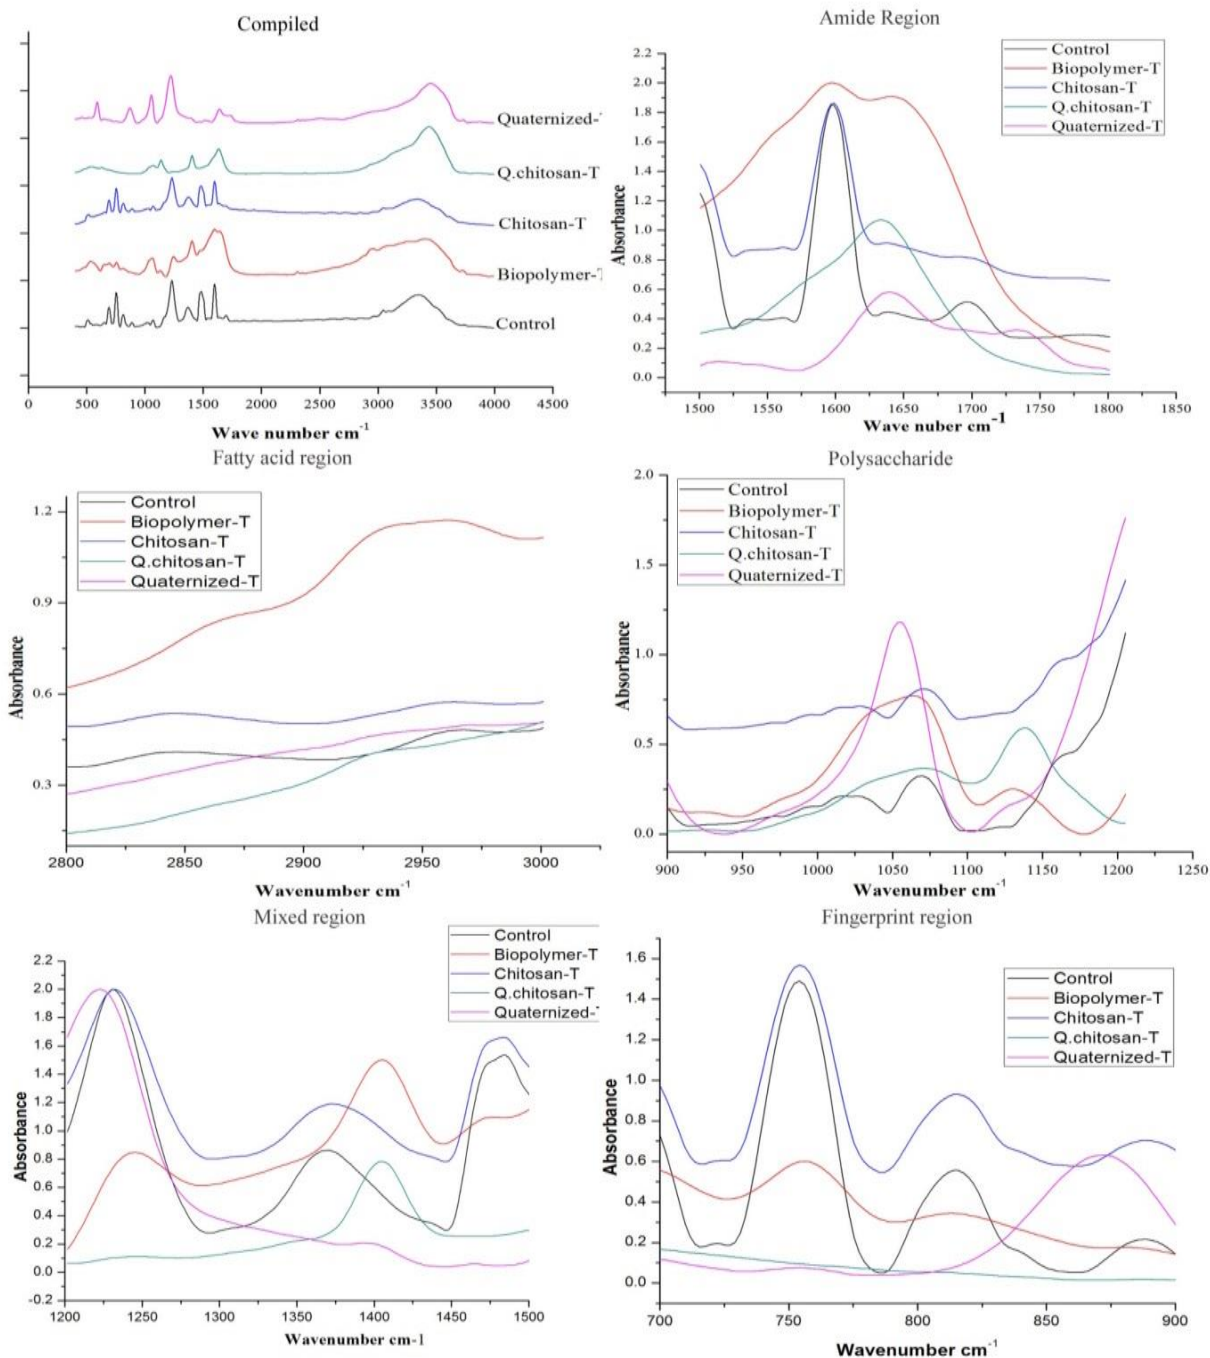 Compiled
Quaternized-
Q.chitosan-T
Chitosan-T
Biopolymer-T
Control
0 500 1000 1500 2000 2500 3000 3500 4000 4500
Wave number cm-1
Amide Region
Control
Biopolymer-T
Chitosan-T
Q.chitosan-T
Quaternized-T
2.2
2.0
1.8
1.6
1.4
1.2
1.0
0.8
0.6
0.4
0.2
0.0
Absorbance
1500 1550 1600 1650 1700 1750 1800 1850
Wave nuber cm-1
Fatty acid region
Control
Biopolymer-T
Chitosan-T
Q.chitosan-T
Quaternized-T
1.2
0.9
0.6
0.3
Absorbance
2800 2850 2900 2950 3000
Wavenumber cm-1
Polysaccharide
Control
Biopolymer-T
Chitosan-T
Q.chitosan-T
Quaternized-T
2.0
1.5
1.0
0.5
0.0
Absorbance
900 950 1000 1050 1100 1150 1200 1250
Wavenumber cm-1
Mixed region
Control
Biopolymer-T
Chitosan-T
Q.chitosan-T
Quaternized-
2.2
2.0
1.8
1.6
1.4
1.2
1.0
0.8
0.6
0.4
0.2
0.0
-0.2
Absorbance
1200 1250 1300 1350 1400 1450 1500
Wavenumber cm-1
Fingerprint region
Control
Biopolymer-T
Chitosan-T
Q.chitosan-T
Quaternized-T
1.6
1.4
1.2
1.0
0.8
0.6
0.4
0.2
0.0
Absorbance
700 750 800 850 900
Wavenumber cm-1